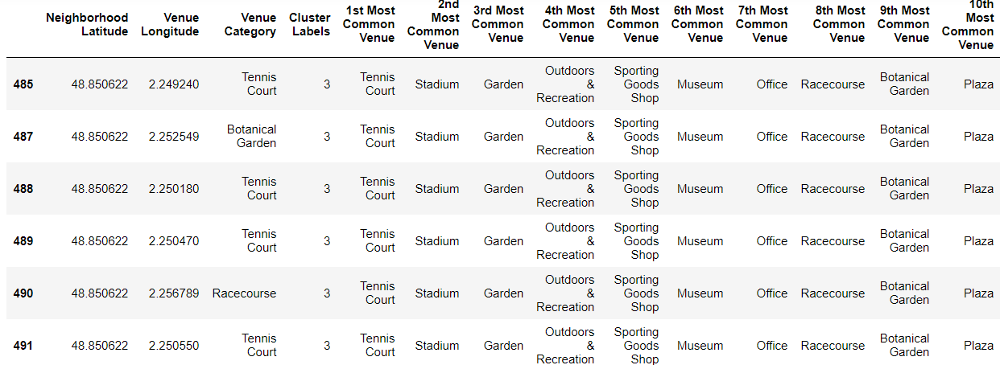 Neighborhood Latitude Venue Longitude Venue Category Cluster Labels 1st Most Common Venue 2nd Most Common Venue 3rd Most Common Venue 4th Most Common Venue 5th Most Common Venue 6th Most Common Venue 7th Most Common Venue 8th Most Common Venue 9th Most Common Venue 10th Most Common Venue
485 48.850622 2.249240 Tennis Court 3 Tennis Court Stadium Garden Outdoors & Recreation Sporting Goods Shop Museum Office Racecourse Botanical Garden Plaza
487 48.850622 2.252549 Botanical Garden 3 Tennis Court Stadium Garden Outdoors & Recreation Sporting Goods Shop Museum Office Racecourse Botanical Garden Plaza
488 48.850622 2.250180 Tennis Court 3 Tennis Court Stadium Garden Outdoors & Recreation Sporting Goods Shop Museum Office Racecourse Botanical Garden Plaza
489 48.850622 2.250470 Tennis Court 3 Tennis Court Stadium Garden Outdoors & Recreation Sporting Goods Shop Museum Office Racecourse Botanical Garden Plaza
490 48.850622 2.256789 Racecourse 3 Tennis Court Stadium Garden Outdoors & Recreation Sporting Goods Shop Museum Office Racecourse Botanical Garden Plaza
491 48.850622 2.250550 Tennis Court 3 Tennis Court Stadium Garden Outdoors & Recreation Sporting Goods Shop Museum Office Racecourse Botanical Garden Plaza